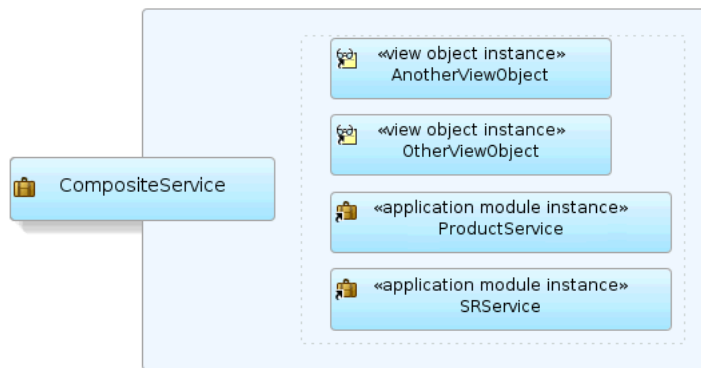 «view object instance»
AnotherViewObject
«view object instance»
OtherViewObject
CompositeService
«application module instance»
ProductService
«application module instance»
SRService